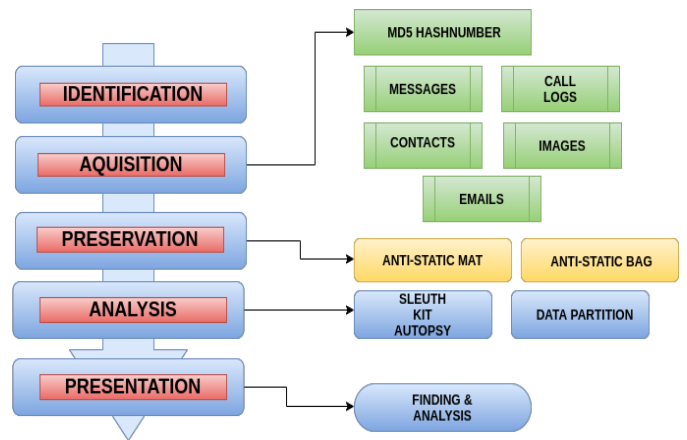 IDENTIFICATION
AQUISITION
PRESERVATION
ANALYSIS
PRESENTATION
MD5 HASHNUMBER
MESSAGES
CALL
LOGS
CONTACTS
IMAGES
EMAILS
ANTI-STATIC MAT
ANTI-STATIC BAG
SLEUTH
KIT
AUTOPSY
DATA PARTITION
FINDING &
ANALYSIS